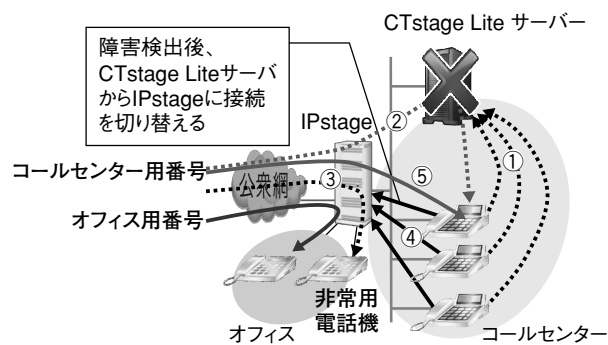 CTstage Lite サーバー
障害検出後、
CTstage Liteサーバ
からIPstageに接続
を切り替える
IPstage
②
①
コールセンター用番号
公衆網
③
⑤
オフィス用番号
④
非常用
電話機
オフィス
コールセンター